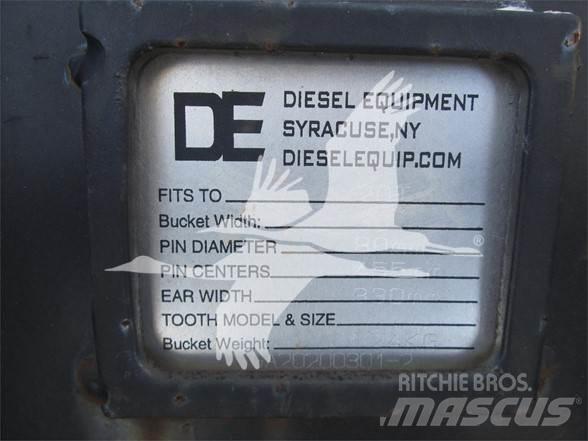 DE
DIESEL EQUIPMENT
SYRACUSE,NY
DIESELEQUIP.COM
FITS TO
Bucket Width:
PIN DIAMETER
PIN CENTERS
EAR WIDTH
TOOTH MODEL & SIZE
Bucket Weight:
RITCHIE BROS.
MASCUS